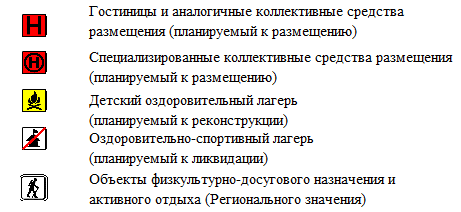 Гостиницы и аналогичные коллективные средства
размещения (планируемый к размещению)
Специализированные коллективные средства размещения
(планируемый к размещению)
Детский оздоровительный лагерь
(планируемый к реконструкции)
Оздоровительно-спортивный лагерь
(планируемый к ликвидации)
Объекты физкультурно-досугового назначения и
активного отдыха (Регионального значения)